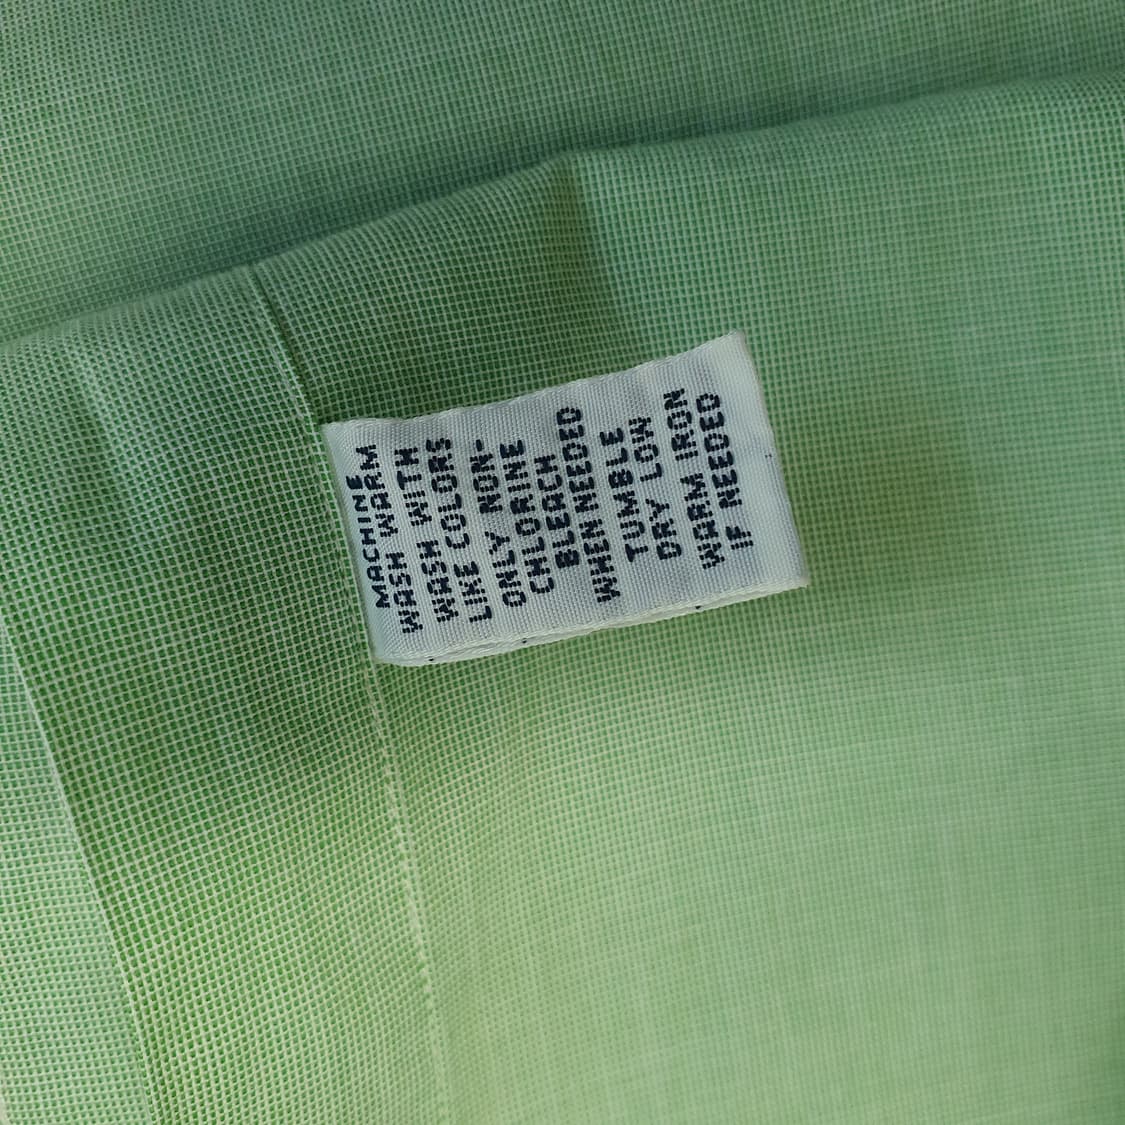 MACHINE
WASH WARM
WASH WITH
LIKE COLORS
ONLY NON-
CHLORINE
BLEACH
WHEN NEEDED
TUMBLE
DRY LOW
WARM IRON
IF NEEDED